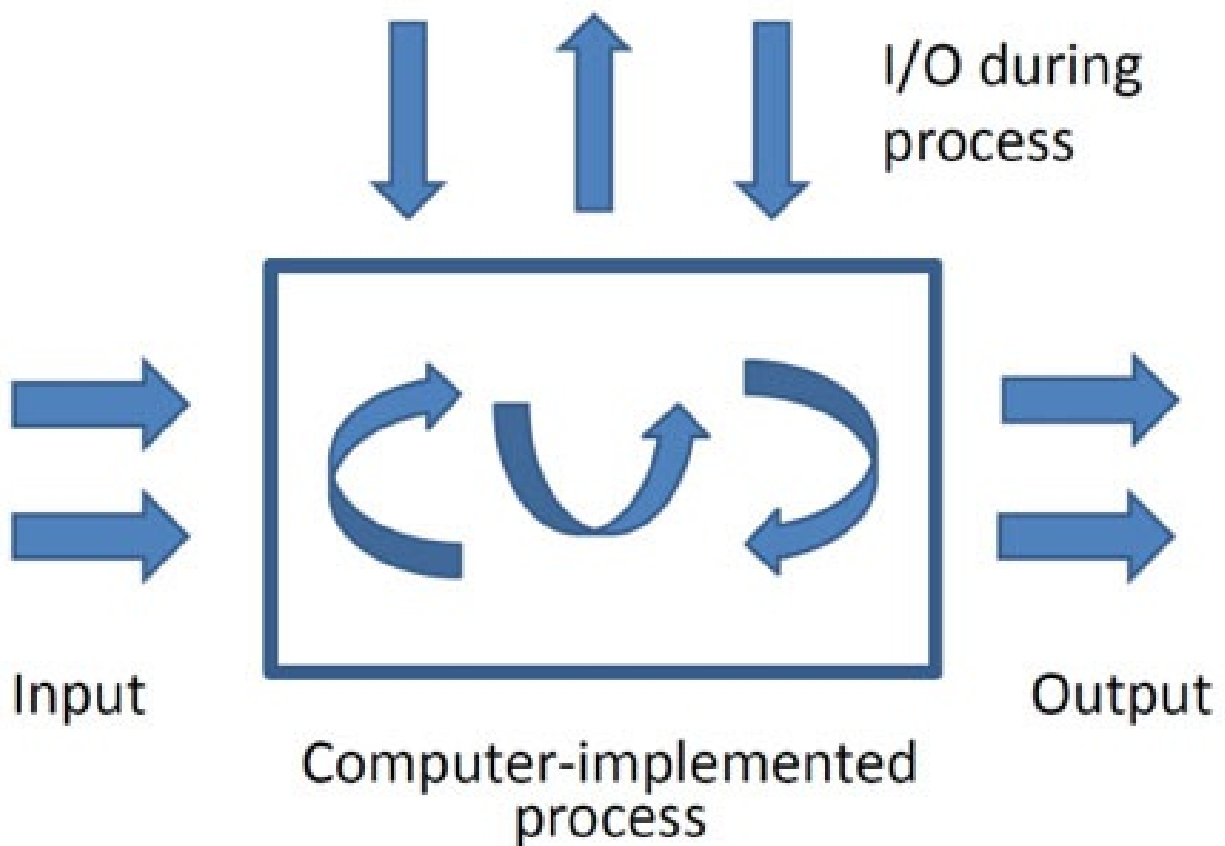 I/O during
process
Input
Output
Computer-implemented
process